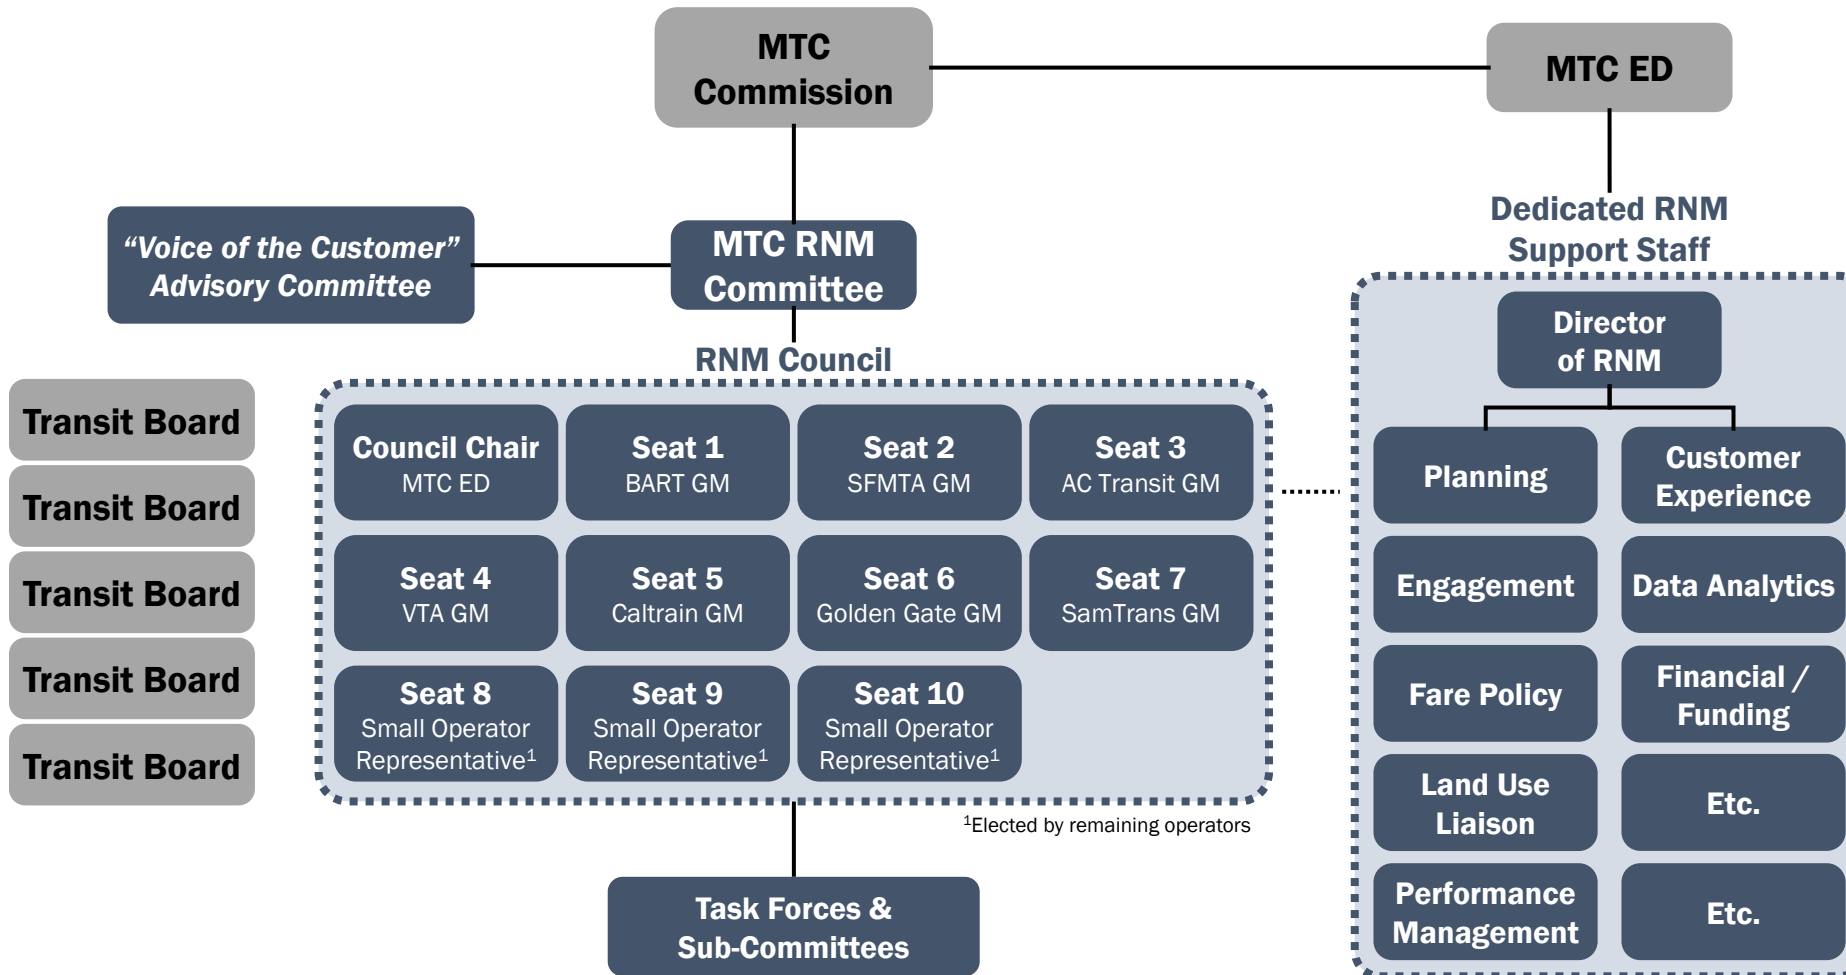 MTC
Commission
MTC ED
“Voice of the Customer”
Advisory Committee
MTC RNM
Committee
Dedicated RNM
Support Staff
RNM Council
Transit Board
Transit Board
Transit Board
Transit Board
Transit Board
Council Chair
MTC ED
Seat 1
BART GM
Seat 2
SFMTA GM
Seat 3
AC Transit GM
Seat 4
VTA GM
Seat 5
Caltrain GM
Seat 6
Golden Gate GM
Seat 7
SamTrans GM
Seat 8
Small Operator
Representative¹
Seat 9
Small Operator
Representative¹
Seat 10
Small Operator
Representative¹
¹Elected by remaining operators
Task Forces &
Sub-Committees
Director
of RNM
Planning
Customer
Experience
Engagement
Data Analytics
Fare Policy
Financial /
Funding
Land Use
Liaison
Etc.
Performance
Management
Etc.